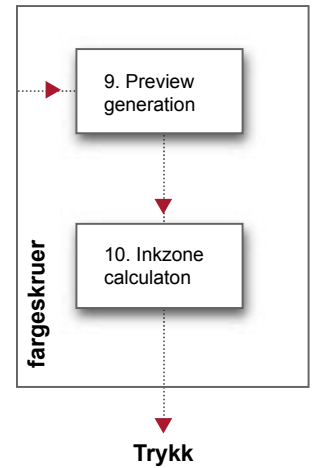 9. Preview
generation
10. Inkzone
calculaton
fargeskruer
Trykk